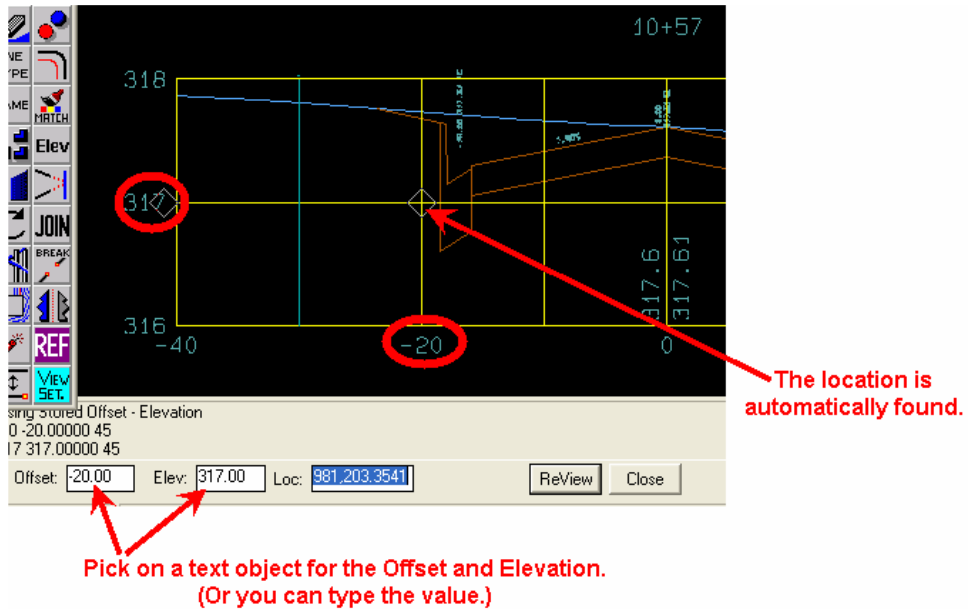 10+57
318
NE
YPE
AME
MATCH
Elev
317
JOIN
BREAK
317.6
317.61
316
-40
-20
0
REF
VIEW
SET.
The location is
automatically found.
sing Stored Offset - Elevation
0 -20.00000 45
17 317.00000 45
Offset: -20.00 Elev: 317.00 Loc: 981,203.3541 ReView Close
Pick on a text object for the Offset and Elevation.
(Or you can type the value.)